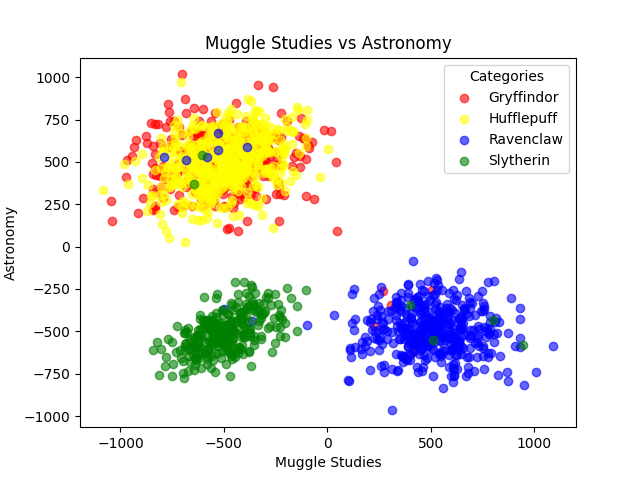 Muggle Studies vs Astronomy
Categories
Gryffindor
Hufflepuff
Ravenclaw
Slytherin
1000
750
500
250
0
−250
−500
−750
−1000
Astronomy
−1000
−500
0
500
1000
Muggle Studies